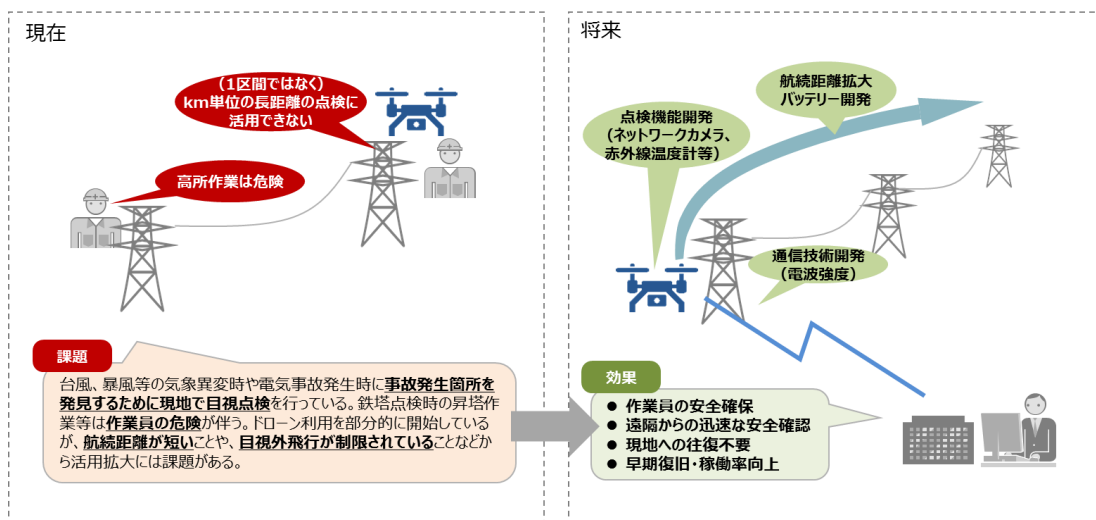 現在
（1区間ではなく）
km単位の長距離の点検に
活用できない
高所作業は危険
課題
台風、暴風等の気象異変時や電気事故発生時に事故発生箇所を
発見するために現地で目視点検を行っている。鉄塔点検時の昇塔作
業等は作業員の危険が伴う。ドローン利用を部分的に開始している
が、航続距離が短いことや、目視外飛行が制限されていることなどか
ら活用拡大には課題がある。
将来
航続距離拡大
バッテリー開発
点検機能開発
（ネットワークカメラ、
赤外線温度計等）
通信技術開発
（電波強度）
効果
● 作業員の安全確保
● 遠隔からの迅速な安全確認
● 現地への往復不要
● 早期復旧・稼働率向上